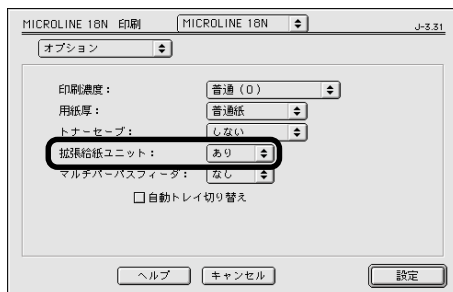 MICROLINE 18N 印刷 MICROLINE 18N J-3.31
オプション
印刷濃度： 普通（0）
用紙厚： 普通紙
トナーセーブ： しない
拡張給紙ユニット： あり
マルチパーパスフィーダ： なし
自動トレイ切り替え
ヘルプ キャンセル 設定